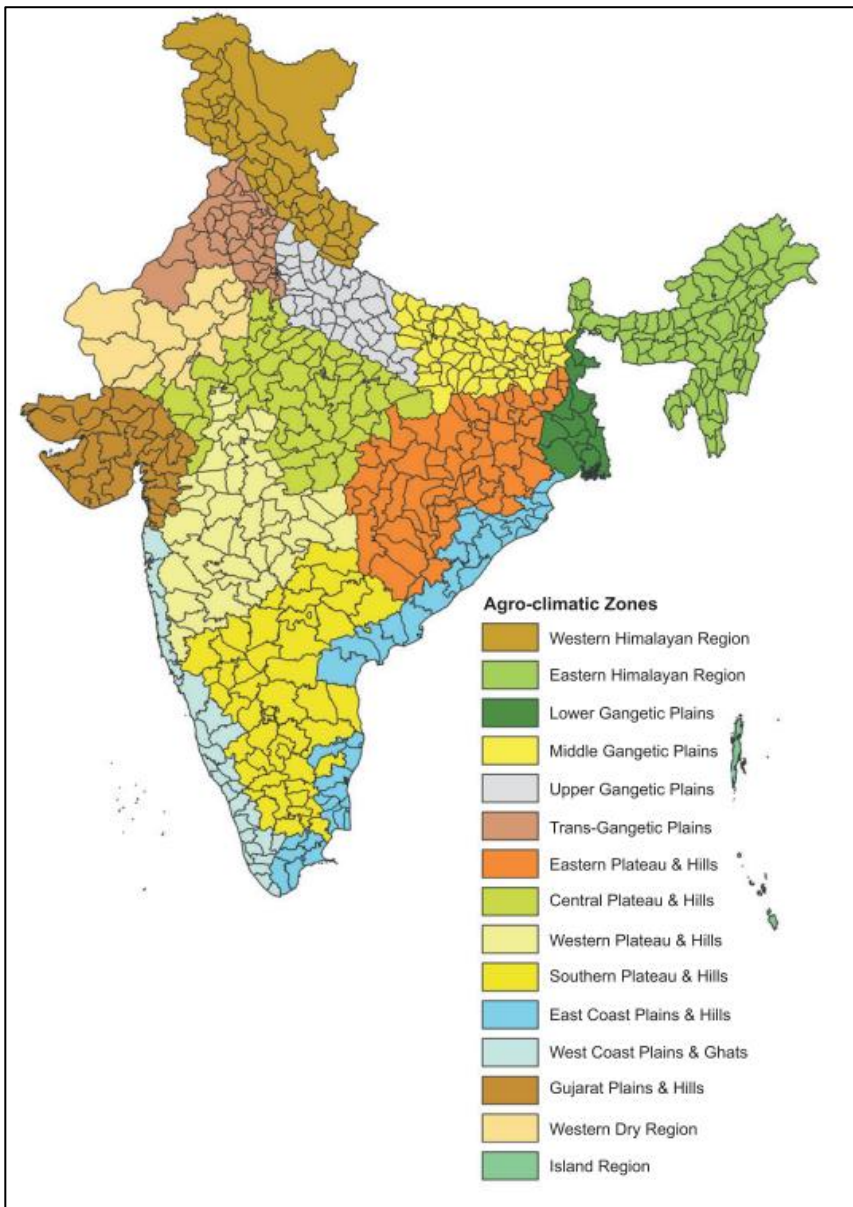 Agro-climatic Zones
Western Himalayan Region
Eastern Himalayan Region
Lower Gangetic Plains
Middle Gangetic Plains
Upper Gangetic Plains
Trans-Gangetic Plains
Eastern Plateau & Hills
Central Plateau & Hills
Western Plateau & Hills
Southern Plateau & Hills
East Coast Plains & Hills
West Coast Plains & Ghats
Gujarat Plains & Hills
Western Dry Region
Island Region